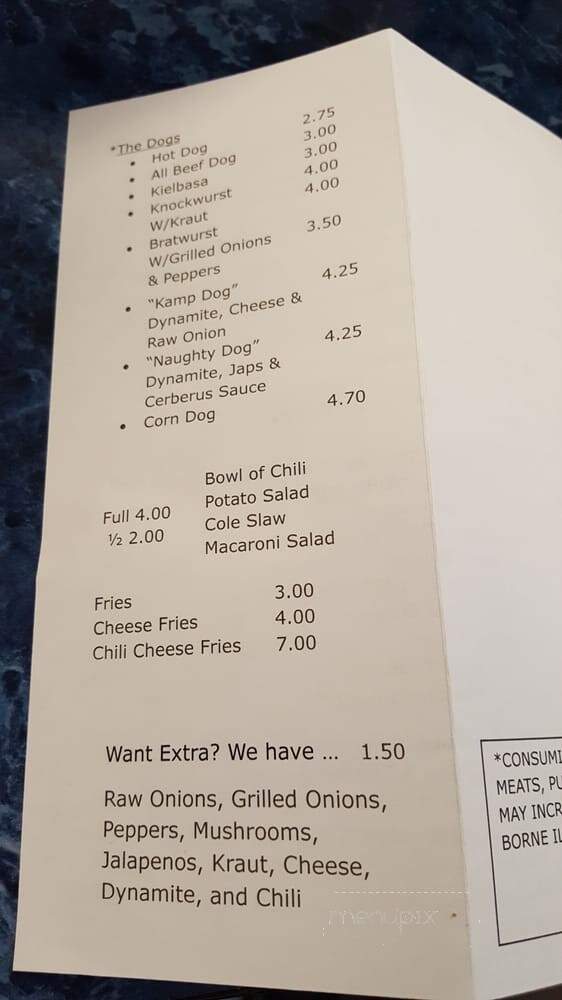 *The Dogs
• Hot Dog 2.75
• All Beef Dog 3.00
• Kielbasa 3.00
• Knockwurst 4.00
W/Kraut 4.00
• Bratwurst
W/Grilled Onions 3.50
& Peppers
• "Kamp Dog" 4.25
Dynamite, Cheese &
Raw Onion
• "Naughty Dog" 4.25
Dynamite, Japs &
Cerberus Sauce
• Corn Dog 4.70
Bowl of Chili
Full 4.00 Potato Salad
½ 2.00 Cole Slaw
Macaroni Salad
Fries 3.00
Cheese Fries 4.00
Chili Cheese Fries 7.00
Want Extra? We have ... 1.50
Raw Onions, Grilled Onions,
Peppers, Mushrooms,
Jalapenos, Kraut, Cheese,
Dynamite, and Chili
menupix
*CONSUMI
MEATS, PU
MAY INCR
BORNE IL